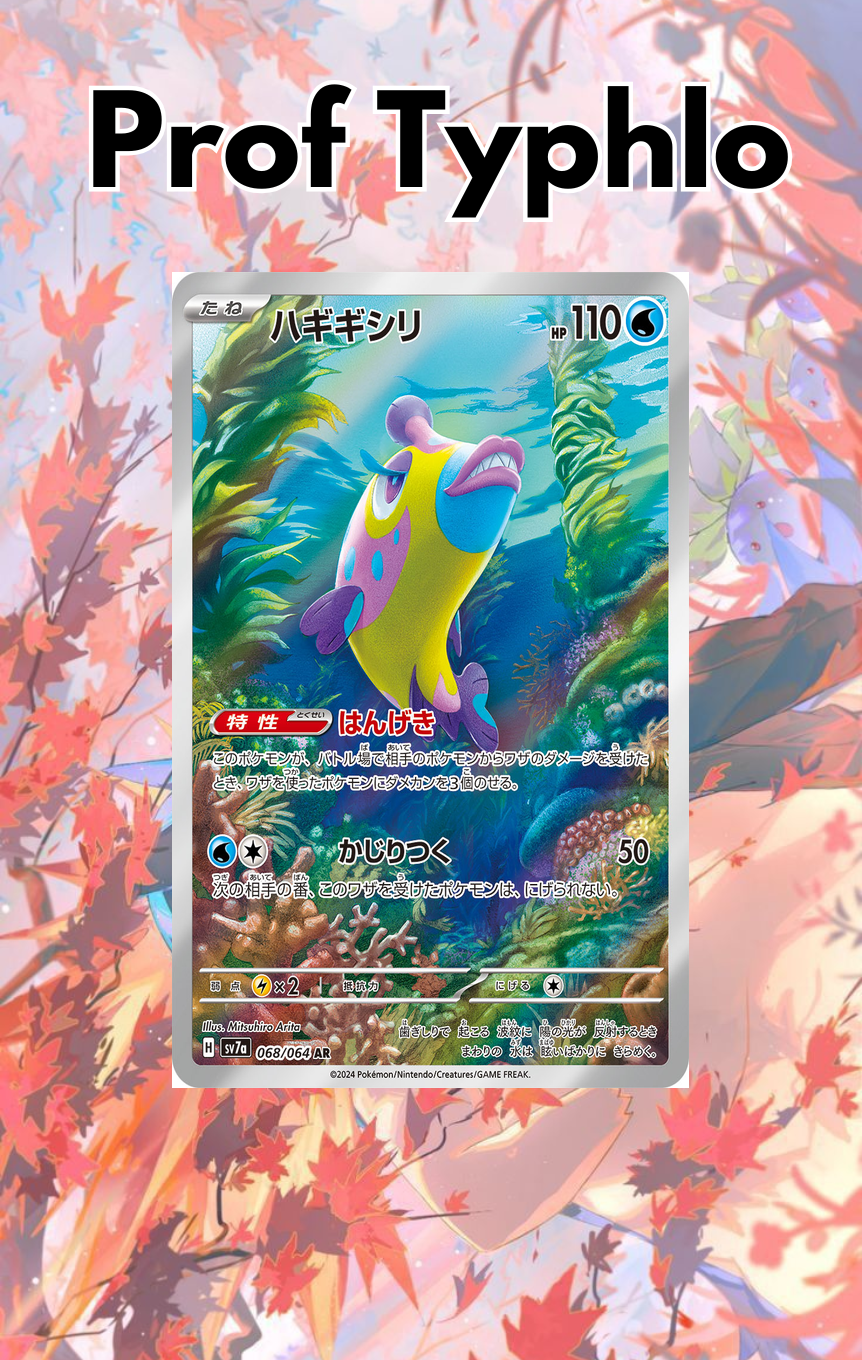 Prof Typhlo
たね ハギギシリ HP 110
特性 とくせい はんげき
このポケモンが、バトル場で相手のポケモンからワザのダメージを受けた
とき、ワザを使ったポケモンにダメカンを3個のせる。
かじりつく 50
次の相手の番、このワザを受けたポケモンは、にげられない。
弱点 ×2 抵抗力 にげる
Illus. Mitsuhiro Arita
歯ぎしりで 起こる 波紋に 陽の光が 反射するとき
まわりの 水は 眩いばかりに きらめく。
H sv7a 068/064 AR
©2024 Pokémon/Nintendo/Creatures/GAME FREAK.